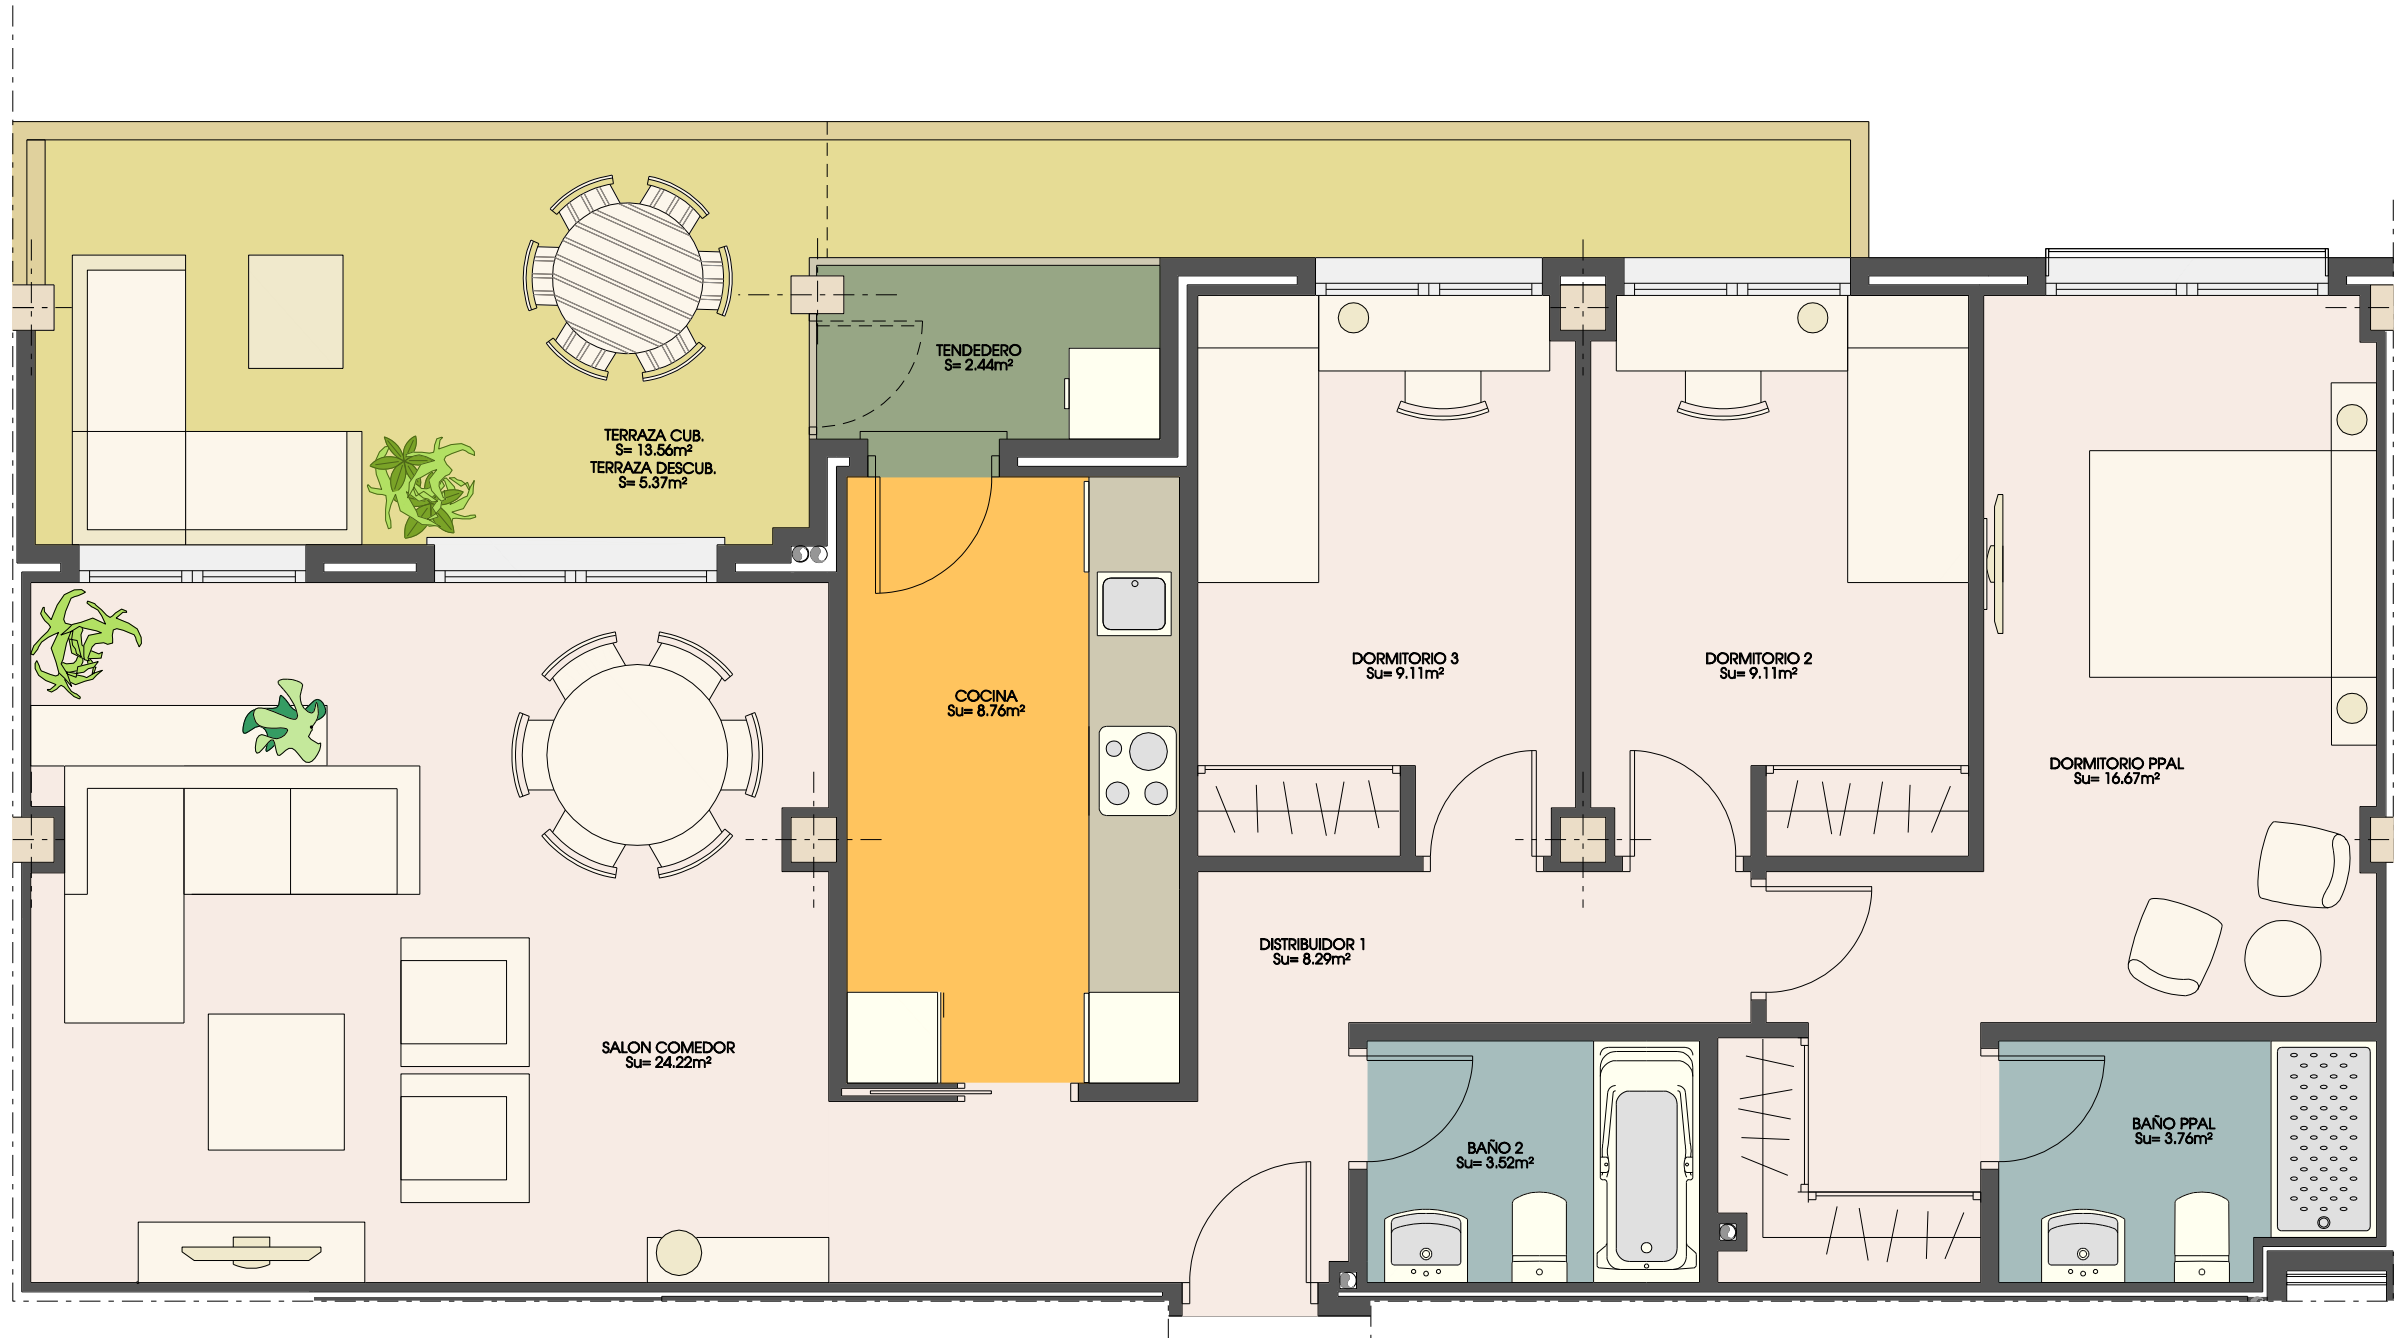 TENDEDERO
S= 2.44m²
TERRAZA CUB.
S= 13.56m²
TERRAZA DESCUB.
S= 5.37m²
COCINA
Su= 8.76m²
DORMITORIO 3
Su= 9.11m²
DORMITORIO 2
Su= 9.11m²
DORMITORIO PPAL
Su= 16.67m²
DISTRIBUIDOR 1
Su= 8.29m²
SALON COMEDOR
Su= 24.22m²
BAÑO 2
Su= 3.52m²
BAÑO PPAL
Su= 3.76m²